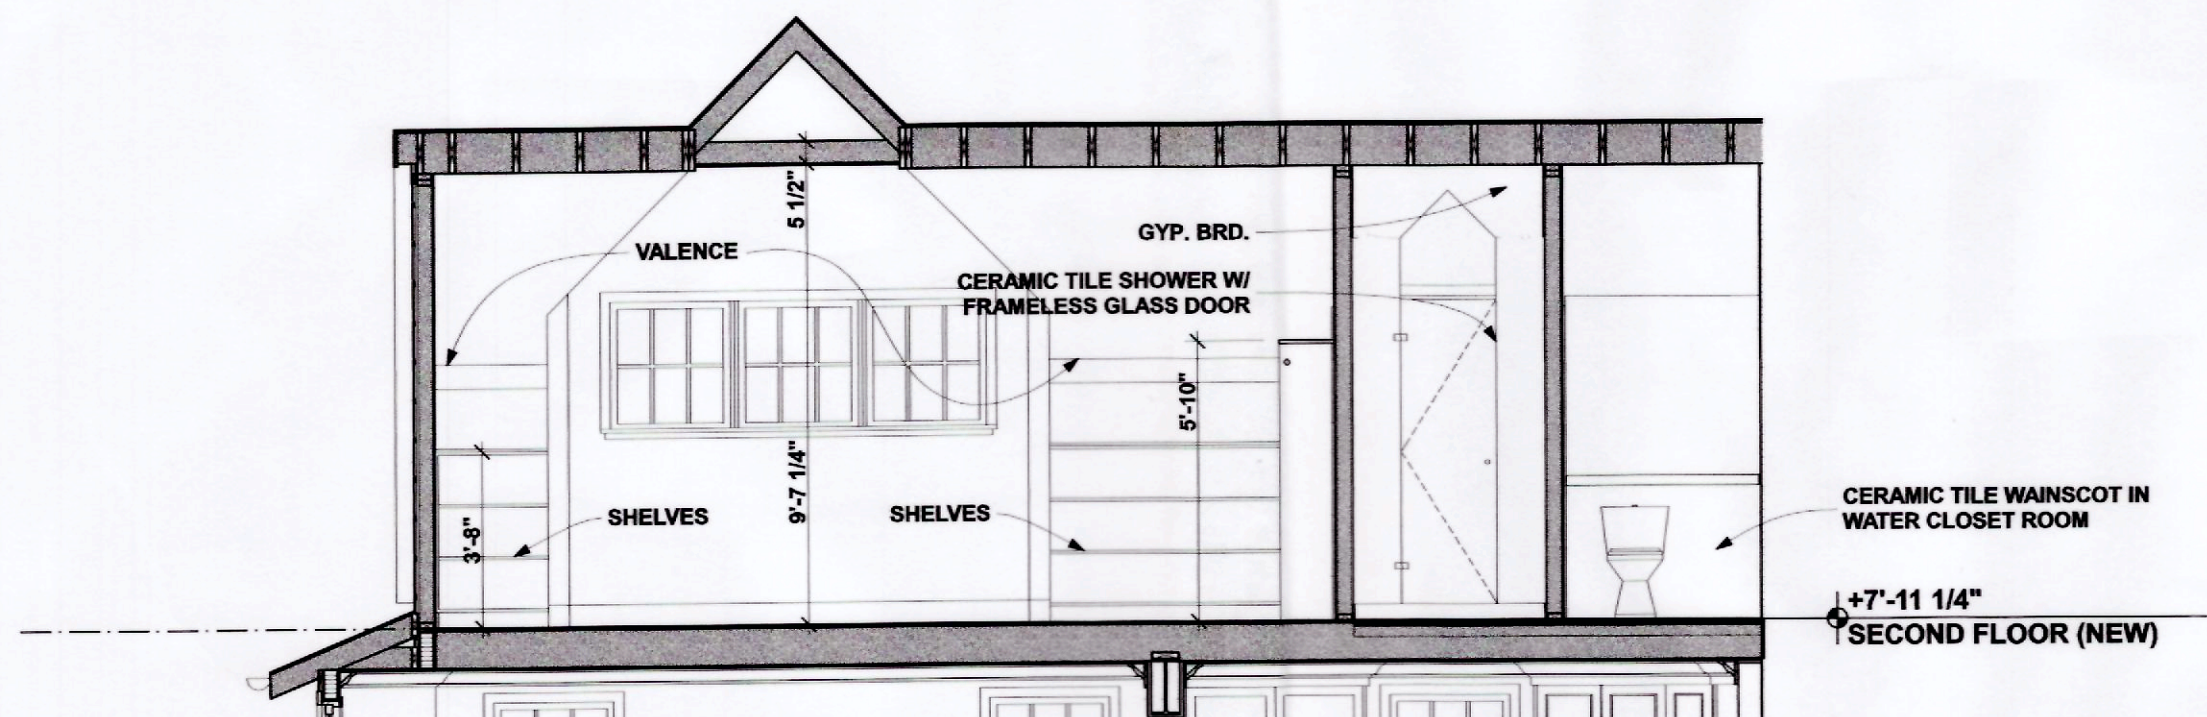 5 1/2"
VALENCE
GYP. BRD.
CERAMIC TILE SHOWER W/
FRAMELESS GLASS DOOR
5'-10"
9'-7 1/4"
3'-8"
SHELVES
SHELVES
CERAMIC TILE WAINSCOT IN
WATER CLOSET ROOM
+7'-11 1/4"
SECOND FLOOR (NEW)